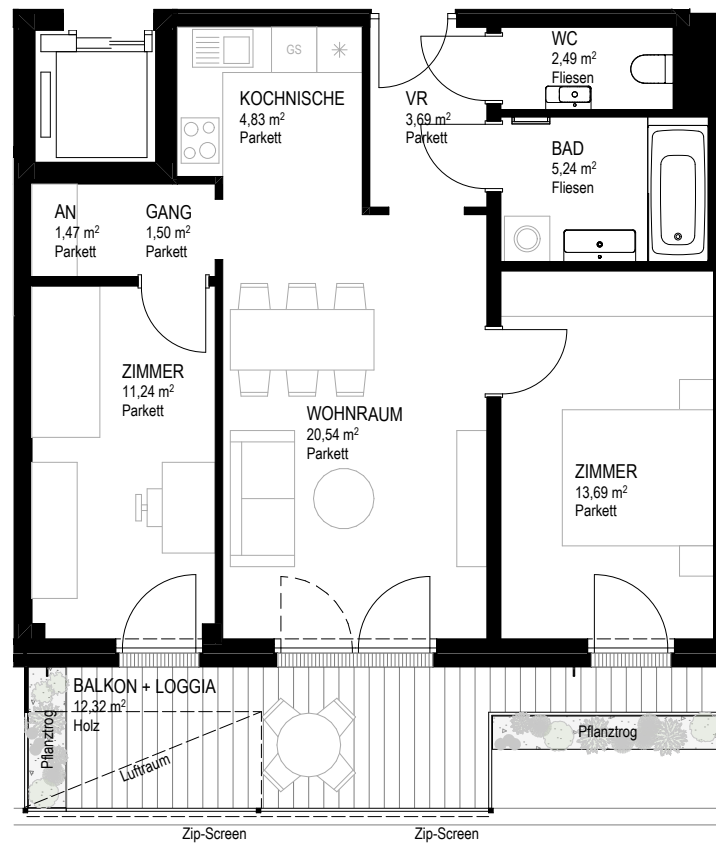 WC
2,49 m²
Fliesen
GS
KOCHNISCHE
4,83 m²
Parkett
VR
3,69 m²
Parkett
BAD
5,24 m²
Fliesen
AN
1,47 m²
Parkett
GANG
1,50 m²
Parkett
ZIMMER
11,24 m²
Parkett
WOHNRAUM
20,54 m²
Parkett
ZIMMER
13,69 m²
Parkett
BALKON + LOGGIA
12,32 m²
Holz
Pflanztrog
Luftraum
Pflanztrog
Zip-Screen
Zip-Screen